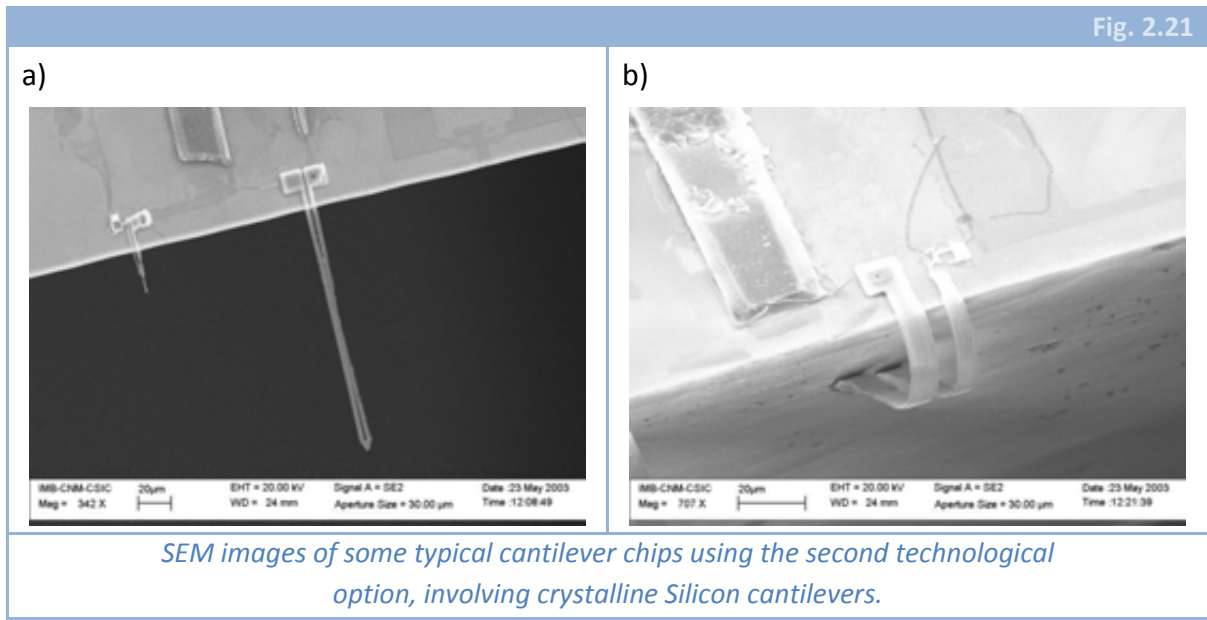 Fig. 2.21
a)
b)
IMB-CNM-CSIC 20µm EHT = 20.00 kV Signal A = SE2 Date :23 May 2003
Mag = 342 X WD = 24 mm Aperture Size = 30.00 µm Time :12:08:49
IMB-CNM-CSIC 20µm EHT = 20.00 kV Signal A = SE2 Date :23 May 2003
Mag = 707 X WD = 24 mm Aperture Size = 30.00 µm Time :12:21:39
SEM images of some typical cantilever chips using the second technological
option, involving crystalline Silicon cantilevers.